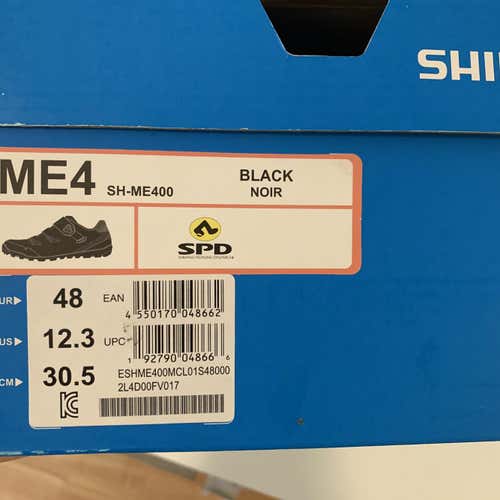 SHI
ME4 SH-ME400 BLACK
NOIR
SPD
EUR 48 EAN
4 550170 048662
US 12.3 UPC
1 92790 04866 6
CM 30.5 ESHME400MCL01S48000
2L4D00FV017